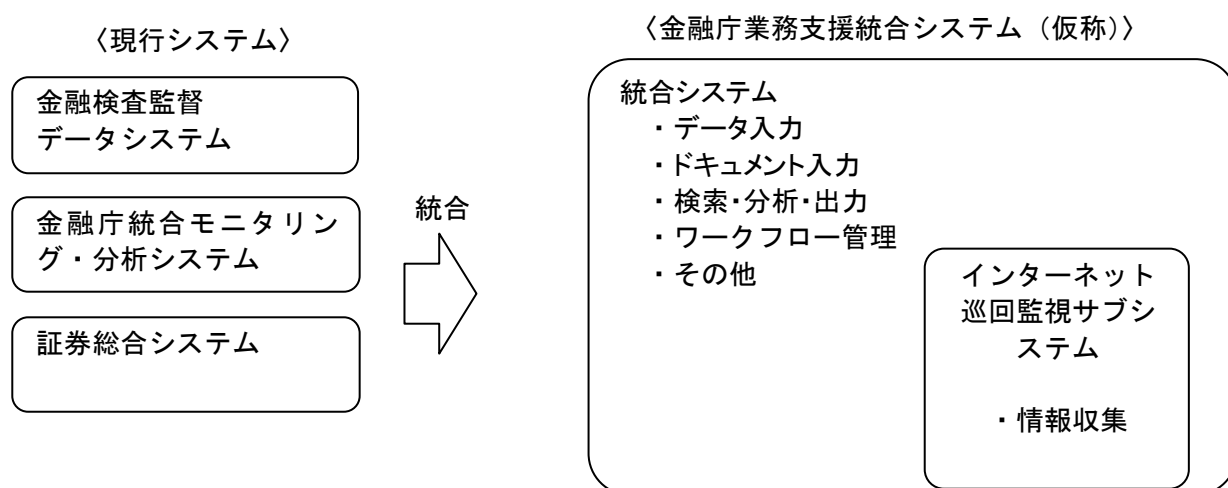 〈現行システム〉
金融検査監督
データシステム
金融庁統合モニタリン
グ・分析システム
証券総合システム
統合
〈金融庁業務支援統合システム（仮称）〉
統合システム
・データ入力
・ドキュメント入力
・検索・分析・出力
・ワークフロー管理
・その他
インターネット
巡回監視サブシ
ステム
・情報収集